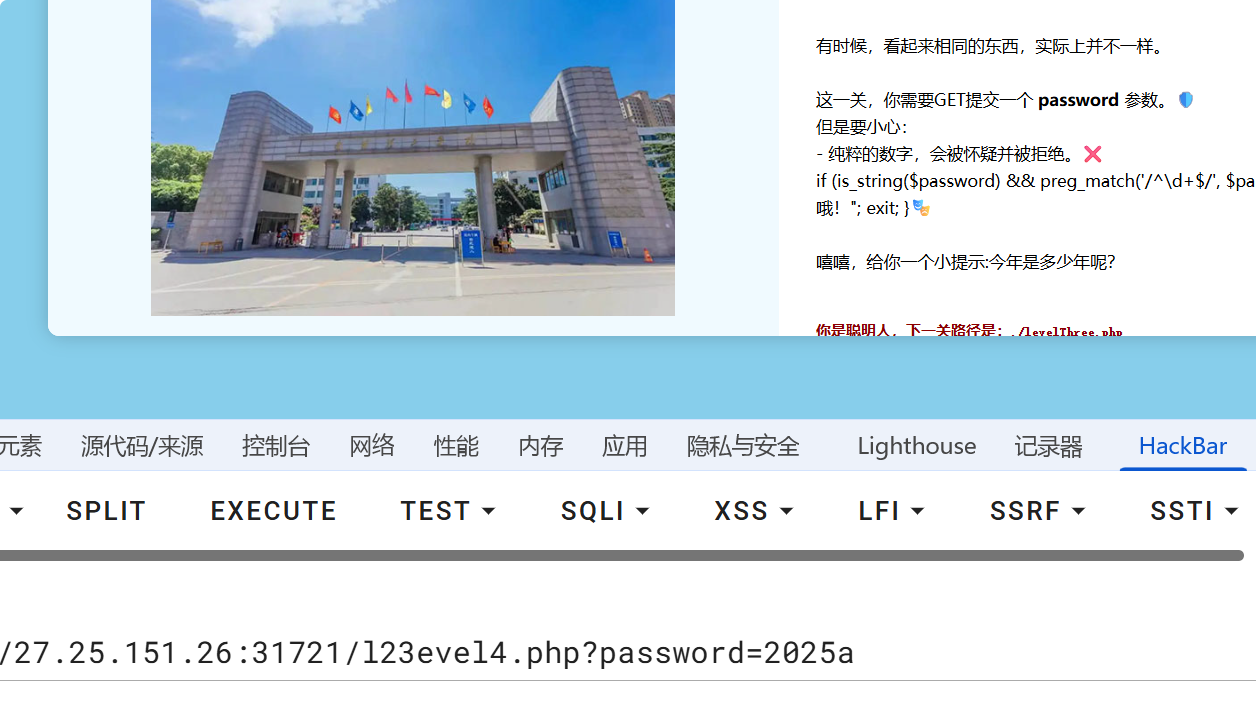 有时候，看起来相同的东西，实际上并不一样。
这一关，你需要GET提交一个 password 参数。
但是要小心：
- 纯粹的数字，会被怀疑并被拒绝。❌
if (is_string($password) && preg_match('/^\d+$/', $pa
哦！"; exit; }
嘻嘻，给你一个小提示:今年是多少年呢？
你是聪明人，下一关路径是：./levelThree.php
元素 源代码/来源 控制台 网络 性能 内存 应用 隐私与安全 Lighthouse 记录器 HackBar
SPLIT EXECUTE TEST SQLI XSS LFI SSRF SSTI
/27.25.151.26:31721/l23evel4.php?password=2025a